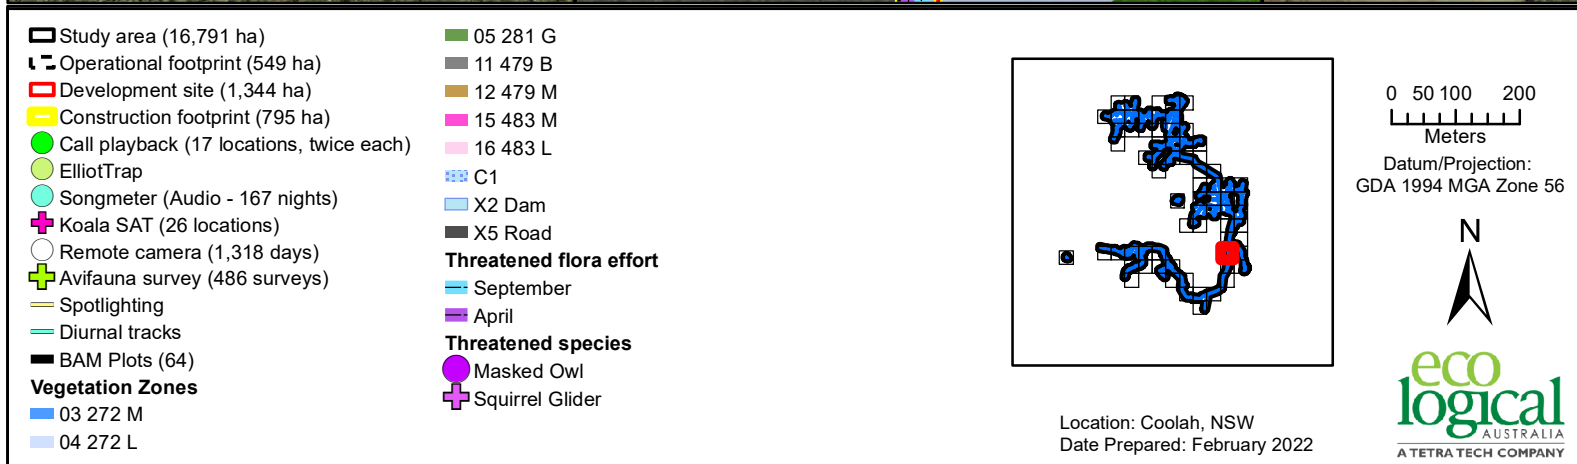 Study area (16,791 ha)
Operational footprint (549 ha)
Development site (1,344 ha)
Construction footprint (795 ha)
Call playback (17 locations, twice each)
ElliotTrap
Songmeter (Audio - 167 nights)
Koala SAT (26 locations)
Remote camera (1,318 days)
Avifauna survey (486 surveys)
Spotlighting
Diurnal tracks
BAM Plots (64)
Vegetation Zones
03 272 M
04 272 L
05 281 G
11 479 B
12 479 M
15 483 M
16 483 L
C1
X2 Dam
X5 Road
Threatened flora effort
September
April
Threatened species
Masked Owl
Squirrel Glider
Location: Coolah, NSW
Date Prepared: February 2022
0 50 100 200
Meters
Datum/Projection:
GDA 1994 MGA Zone 56
N
eco
logical
AUSTRALIA
A TETRA TECH COMPANY